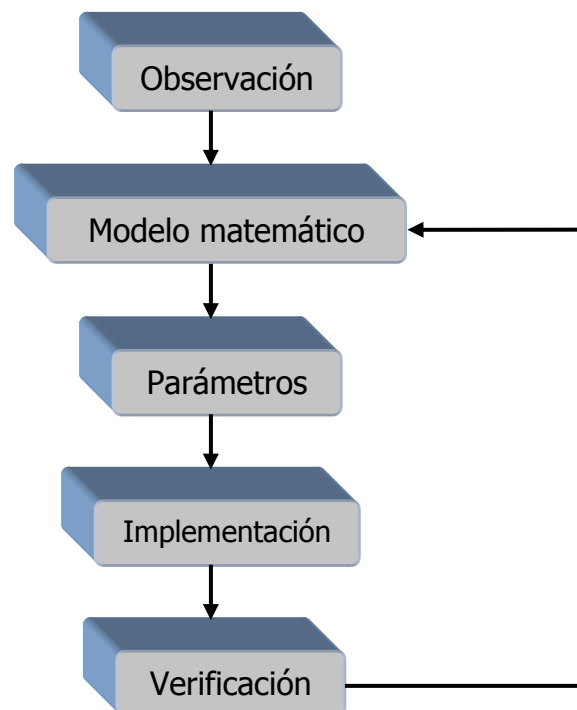 Observación
Modelo matemático
Parámetros
Implementación
Verificación